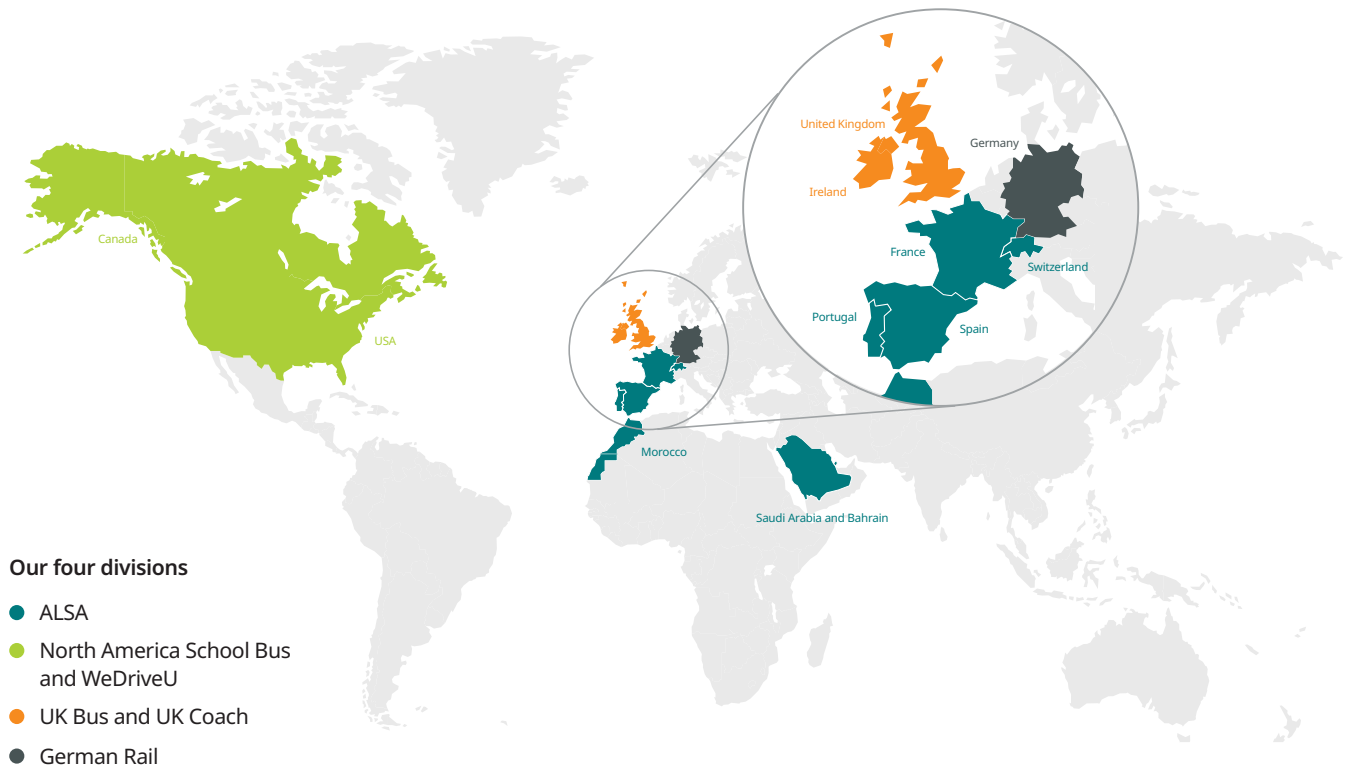 United Kingdom
Germany
Ireland
Canada
France
Switzerland
Portugal
Spain
USA
Morocco
Saudi Arabia and Bahrain
Our four divisions
ALSA
North America School Bus
and WeDriveU
UK Bus and UK Coach
German Rail